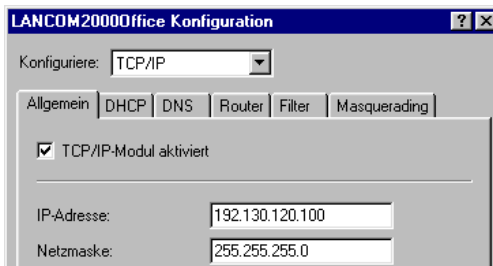 LANCOM2000Office Konfiguration
Konfiguriere: TCP/IP
Allgemein DHCP DNS Router Filter Masquerading
TCP/IP-Modul aktiviert
IP-Adresse: 192.130.120.100
Netzmaske: 255.255.255.0